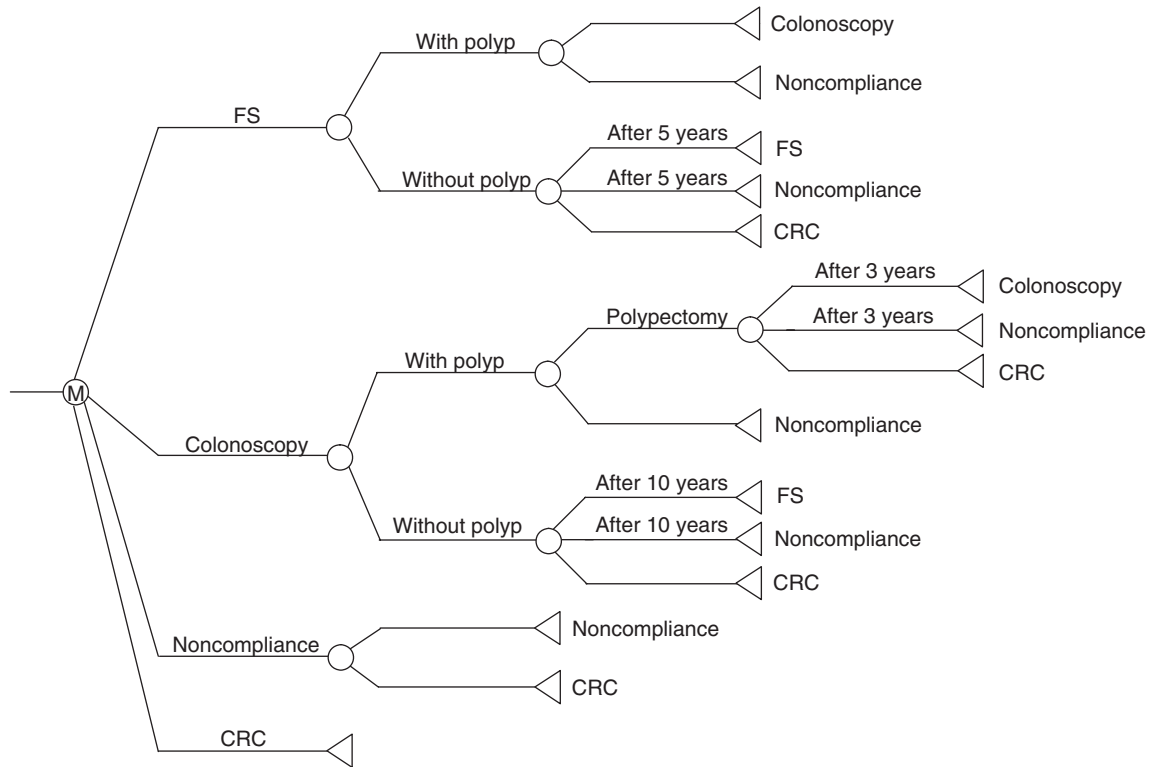 With polyp
Colonoscopy
Noncompliance
FS
Without polyp
After 5 years
FS
After 5 years
Noncompliance
CRC
M
Colonoscopy
With polyp
Polypectomy
After 3 years
Colonoscopy
After 3 years
Noncompliance
CRC
Noncompliance
Without polyp
After 10 years
FS
After 10 years
Noncompliance
CRC
Noncompliance
Noncompliance
CRC
CRC